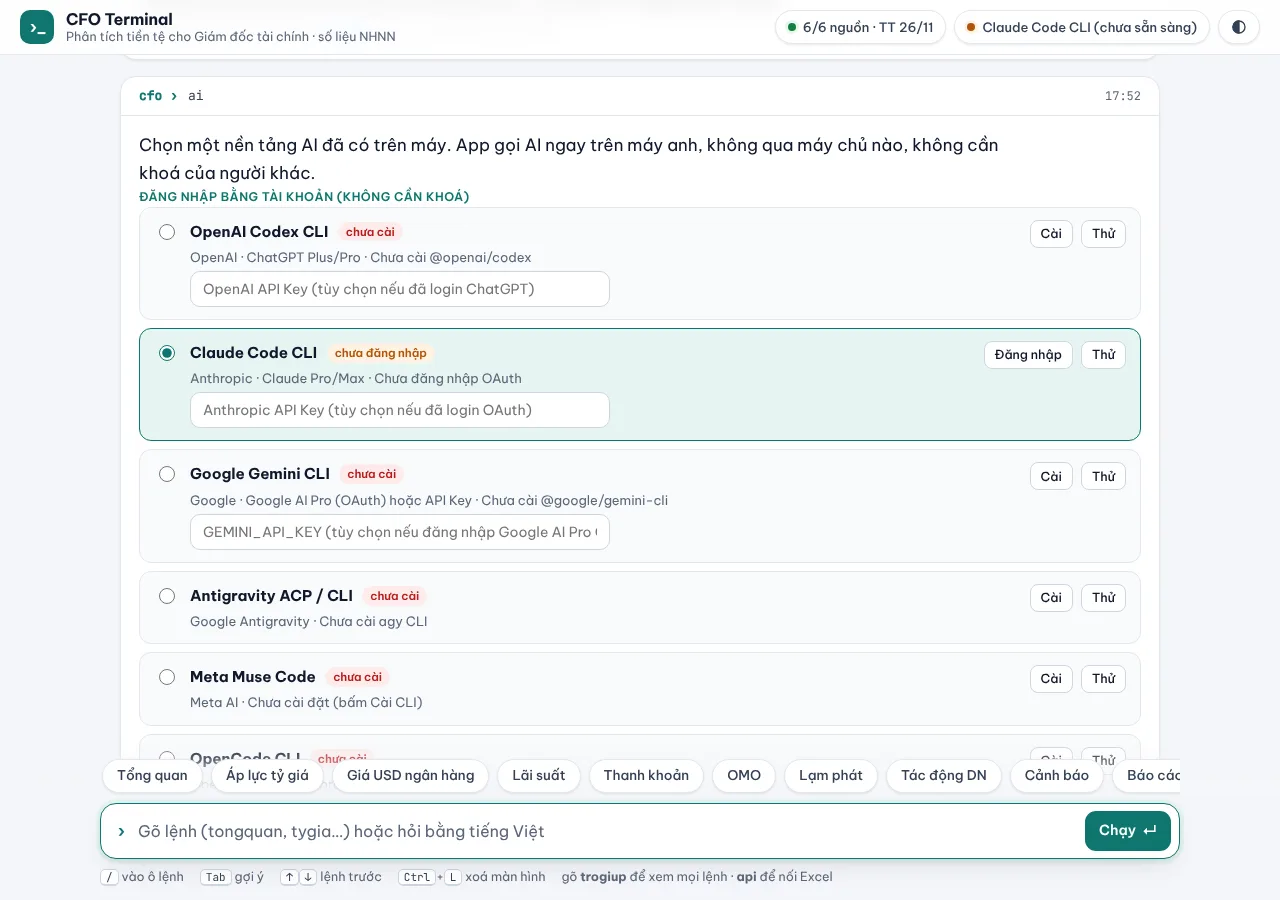 CFO Terminal
Phân tích tiền tệ cho Giám đốc tài chính · số liệu NHNN
6/6 nguồn · TT 26/11
Claude Code CLI (chưa sẵn sàng)
cfo › ai
17:52
Chọn một nền tảng AI đã có trên máy. App gọi AI ngay trên máy anh, không qua máy chủ nào, không cần
khoá của người khác.
ĐĂNG NHẬP BẰNG TÀI KHOẢN (KHÔNG CẦN KHOÁ)
OpenAI Codex CLI chưa cài
Cài Thử
OpenAI · ChatGPT Plus/Pro · Chưa cài @openai/codex
OpenAI API Key (tùy chọn nếu đã login ChatGPT)
Claude Code CLI chưa đăng nhập
Đăng nhập Thử
Anthropic · Claude Pro/Max · Chưa đăng nhập OAuth
Anthropic API Key (tùy chọn nếu đã login OAuth)
Google Gemini CLI chưa cài
Cài Thử
Google · Google AI Pro (OAuth) hoặc API Key · Chưa cài @google/gemini-cli
GEMINI_API_KEY (tùy chọn nếu đăng nhập Google AI Pro
Antigravity ACP / CLI chưa cài
Cài Thử
Google Antigravity · Chưa cài agy CLI
Meta Muse Code chưa cài
Cài Thử
Meta AI · Chưa cài đặt (bấm Cài CLI)
OpenCode CLI chưa cài
Cài Thử
Tổng quan Áp lực tỷ giá Giá USD ngân hàng Lãi suất Thanh khoản OMO Lạm phát Tác động DN Cảnh báo Báo các
› Gõ lệnh (tongquan, tygia...) hoặc hỏi bằng tiếng Việt
Chạy ↵
/ vào ô lệnh Tab gợi ý ↑ ↓ lệnh trước Ctrl + L xoá màn hình gõ trogiup để xem mọi lệnh · api để nối Excel